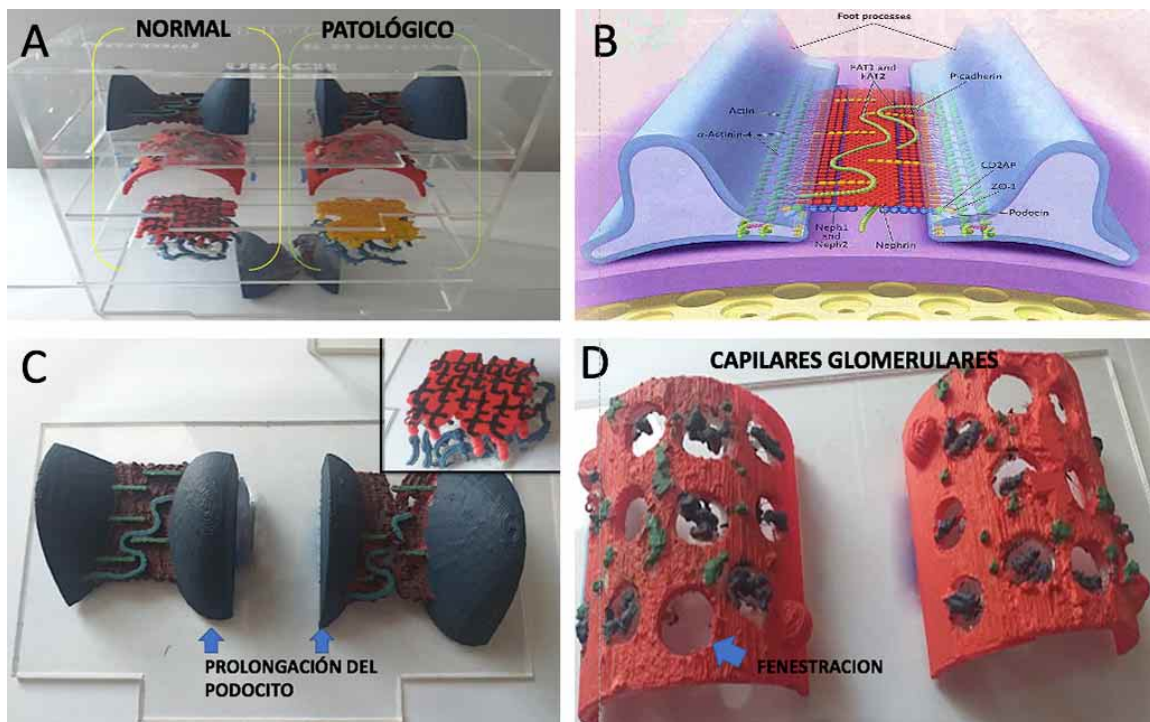 A
NORMAL
PATOLÓGICO
B
Foot processes
FAT1 and
FAT2
P-cadherin
Actin
α-Actinin-4
CD2AP
ZO-1
Podocin
Neph1
and
Neph2
Nephrin
C
PROLONGACIÓN DEL
PODOCITO
D
CAPILARES GLOMERULARES
FENESTRACION